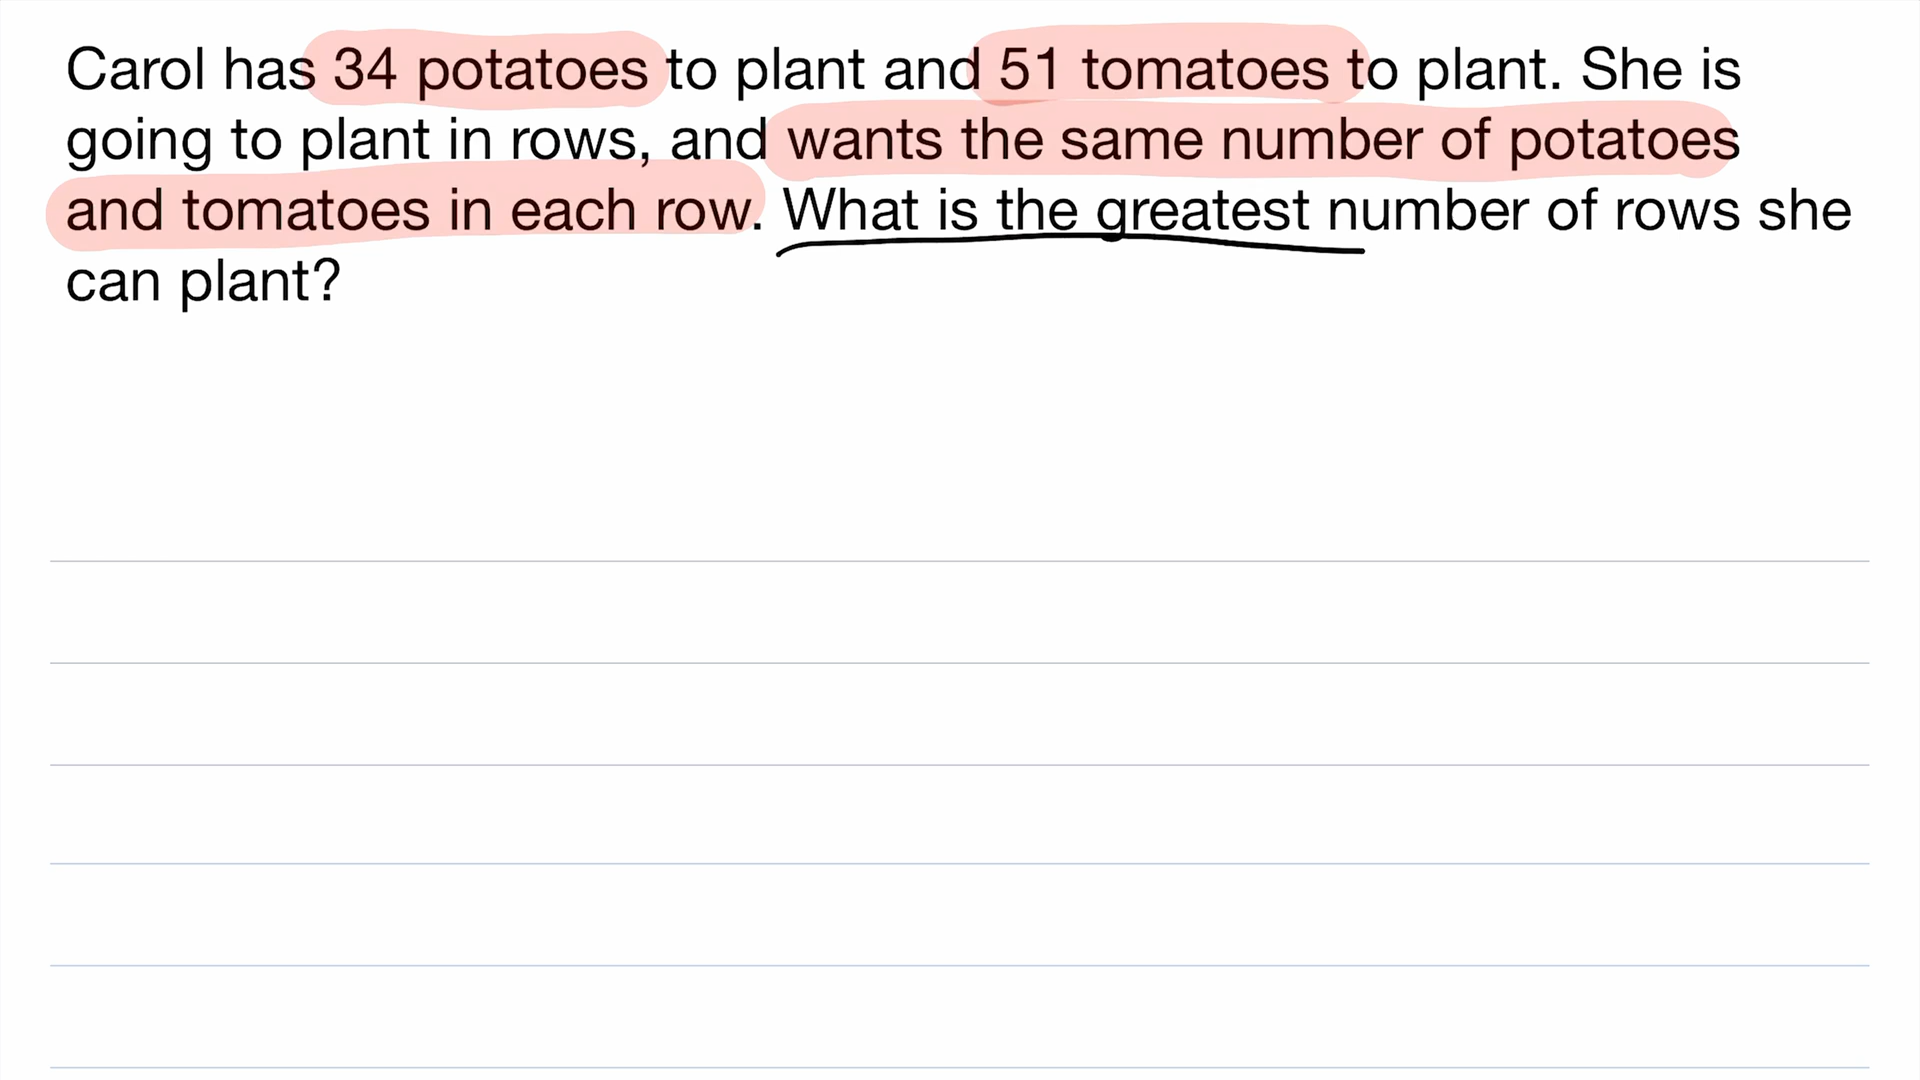 Carol has 34 potatoes to plant and 51 tomatoes to plant. She is
going to plant in rows, and wants the same number of potatoes
and tomatoes in each row. What is the greatest number of rows she
can plant?